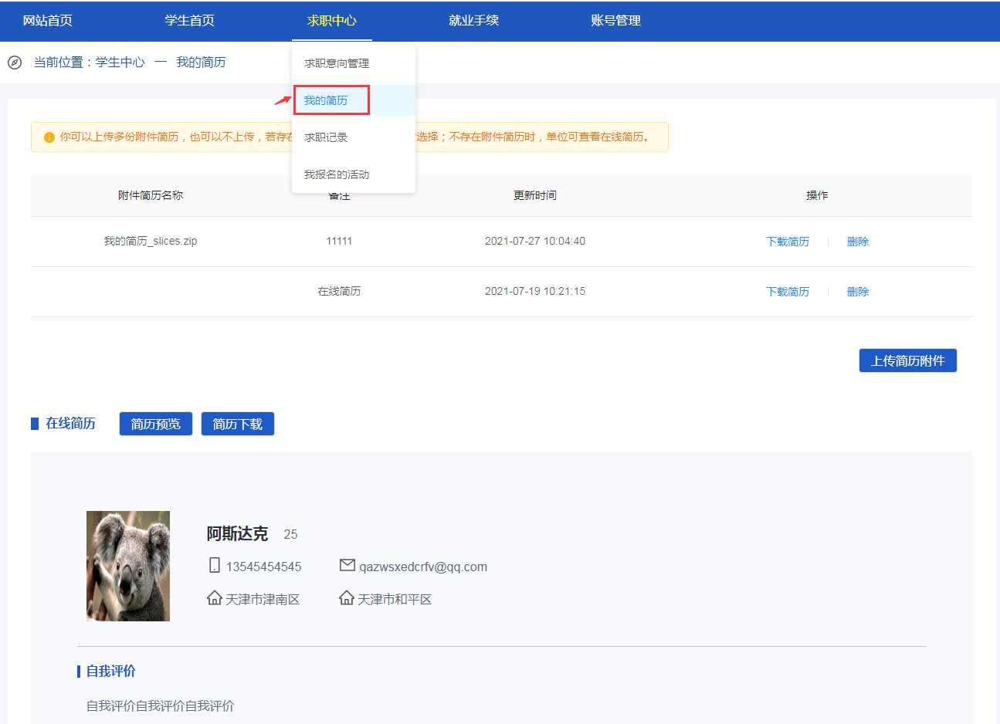 网站首页 学生首页 求职中心 就业手续 账号管理
当前位置：学生中心 一 我的简历
求职意向管理
我的简历
求职记录
我报名的活动
你可以上传多份附件简历，也可以不上传，若存在 选择；不存在附件简历时，单位可查看在线简历。
附件简历名称 备注 更新时间 操作
我的简历_slices.zip 11111 2021-07-27 10:04:40 下载简历 删除
在线简历 2021-07-19 10:21:15 下载简历 删除
上传简历附件
在线简历 简历预览 简历下载
阿斯达克 25
13545454545 qazwsxedcrfv@qq.com
天津市津南区 天津市和平区
自我评价
自我评价自我评价自我评价